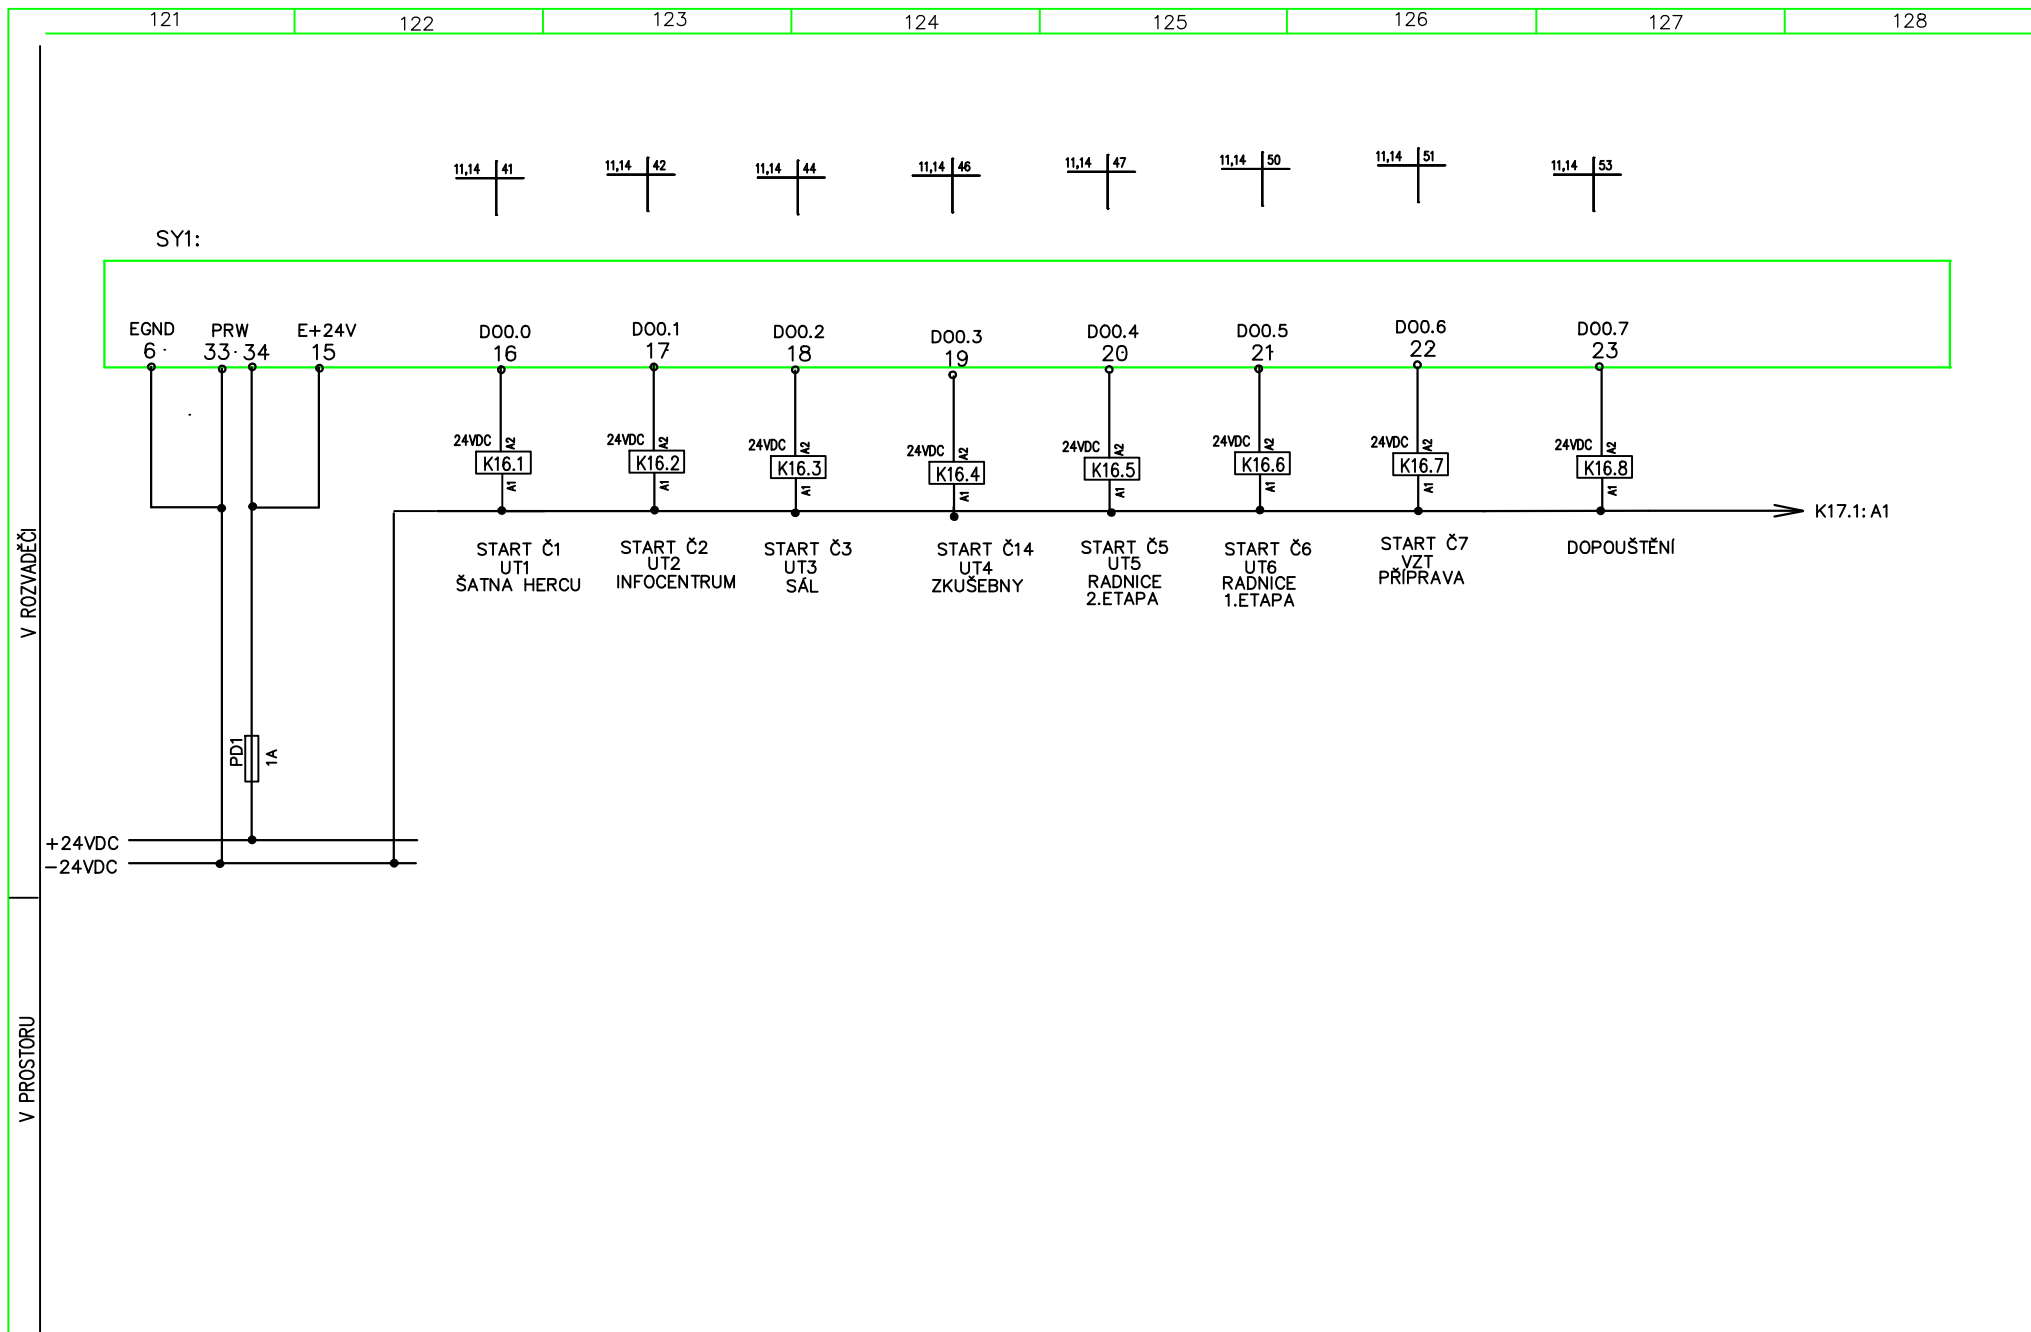 121 122 123 124 125 126 127 128
11,14 41
11,14 42
11,14 44
11,14 46
11,14 47
11,14 50
11,14 51
11,14 53
SY1:
EGND
6
PRW
33 34
E+24V
15
DO0.0
16
DO0.1
17
DO0.2
18
DO0.3
19
DO0.4
20
DO0.5
21
DO0.6
22
DO0.7
23
24VDC A2
K16.1
A1
24VDC A2
K16.2
A1
24VDC A2
K16.3
A1
24VDC A2
K16.4
A1
24VDC A2
K16.5
A1
24VDC A2
K16.6
A1
24VDC A2
K16.7
A1
24VDC A2
K16.8
A1
K17.1: A1
START Č1
UT1
ŠATNA HERCU
START Č2
UT2
INFOCENTRUM
START Č3
UT3
SÁL
START Č14
UT4
ZKUŠEBNY
START Č5
UT5
RADNICE
2.ETAPA
START Č6
UT6
RADNICE
1.ETAPA
START Č7
VZT
PŘÍPRAVA
DOPOUŠTĚNÍ
V ROZVADĚČI
PD1
1A
+24VDC
-24VDC
V PROSTORU